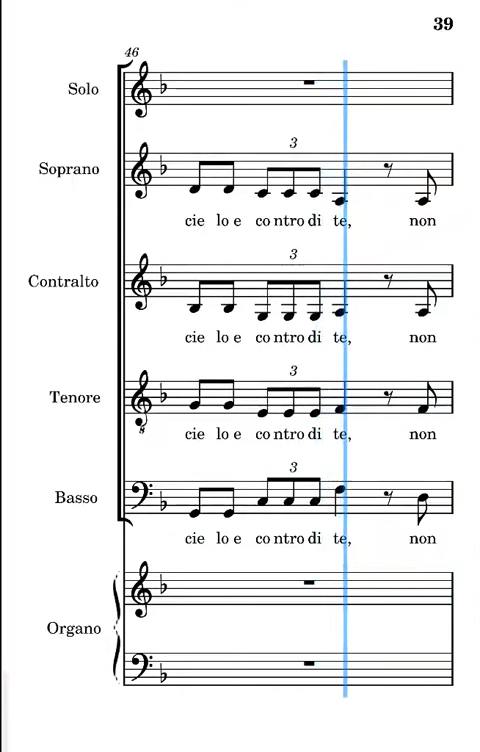 39
46
Solo
Soprano
3
cie lo e co ntro di te, non
Contralto
3
cie lo e co ntro di te, non
Tenore
3
8
cie lo e co ntro di te, non
Basso
3
cie lo e co ntro di te, non
Organo